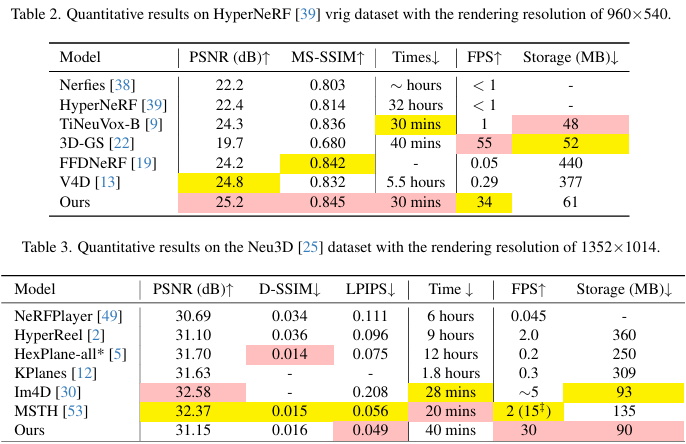 Table 2. Quantitative results on HyperNeRF [39] vrig dataset with the rendering resolution of 960×540.
Model PSNR (dB)↑ MS-SSIM↑ Times↓ FPS↑ Storage (MB)↓
Nerfies [38] 22.2 0.803 ∼ hours < 1 -
HyperNeRF [39] 22.4 0.814 32 hours < 1 -
TiNeuVox-B [9] 24.3 0.836 30 mins 1 48
3D-GS [22] 19.7 0.680 40 mins 55 52
FFDNeRF [19] 24.2 0.842 - 0.05 440
V4D [13] 24.8 0.832 5.5 hours 0.29 377
Ours 25.2 0.845 30 mins 34 61
Table 3. Quantitative results on the Neu3D [25] dataset with the rendering resolution of 1352×1014.
Model PSNR (dB)↑ D-SSIM↓ LPIPS↓ Time ↓ FPS↑ Storage (MB)↓
NeRFPlayer [49] 30.69 0.034 0.111 6 hours 0.045 -
HyperReel [2] 31.10 0.036 0.096 9 hours 2.0 360
HexPlane-all* [5] 31.70 0.014 0.075 12 hours 0.2 250
KPlanes [12] 31.63 - - 1.8 hours 0.3 309
Im4D [30] 32.58 - 0.208 28 mins ∼5 93
MSTH [53] 32.37 0.015 0.056 20 mins 2 (15‡) 135
Ours 31.15 0.016 0.049 40 mins 30 90